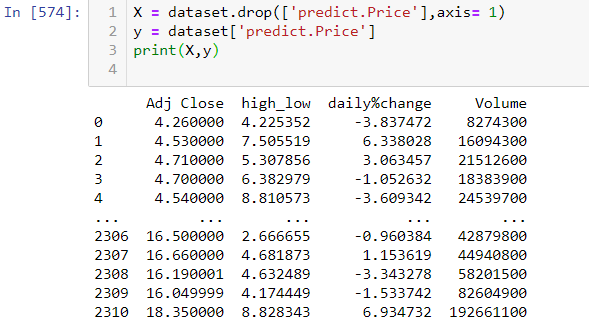 In [574]:
1 X = dataset.drop(['predict.Price'],axis= 1)
2 y = dataset['predict.Price']
3 print(X,y)
4
Adj Close high_low daily%change Volume
0 4.260000 4.225352 -3.837472 8274300
1 4.530000 7.505519 6.338028 16094300
2 4.710000 5.307856 3.063457 21512600
3 4.700000 6.382979 -1.052632 18383900
4 4.540000 8.810573 -3.609342 24539700
... ... ... ... ...
2306 16.500000 2.666655 -0.960384 42879800
2307 16.660000 4.681873 1.153619 44940800
2308 16.190001 4.632489 -3.343278 58201500
2309 16.049999 4.174449 -1.533742 82604900
2310 18.350000 8.828343 6.934732 192661100